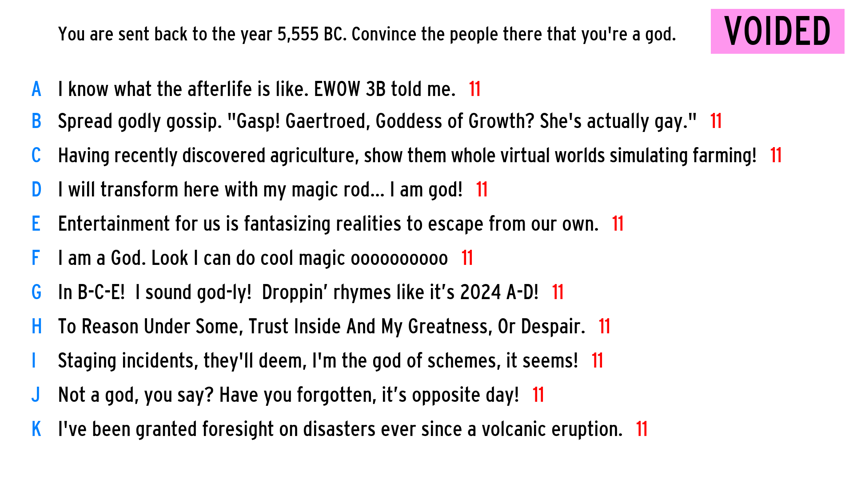 You are sent back to the year 5,555 BC. Convince the people there that you're a god.
VOIDED
A I know what the afterlife is like. EWOW 3B told me. 11
B Spread godly gossip. "Gasp! Gaertroed, Goddess of Growth? She's actually gay." 11
C Having recently discovered agriculture, show them whole virtual worlds simulating farming! 11
D I will transform here with my magic rod... I am god! 11
E Entertainment for us is fantasizing realities to escape from our own. 11
F I am a God. Look I can do cool magic oooooooooo 11
G In B-C-E!  I sound god-ly!  Droppin’ rhymes like it’s 2024 A-D! 11
H To Reason Under Some, Trust Inside And My Greatness, Or Despair. 11
I Staging incidents, they'll deem, I'm the god of schemes, it seems! 11
J Not a god, you say? Have you forgotten, it’s opposite day! 11
K I've been granted foresight on disasters ever since a volcanic eruption. 11